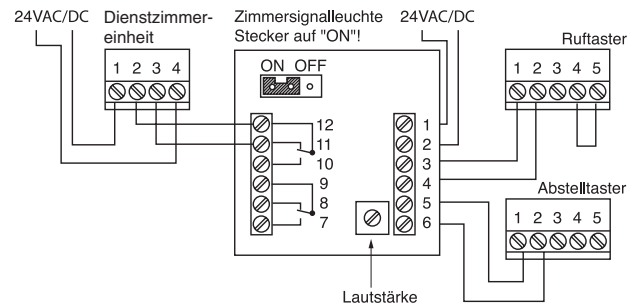 24VAC/DC
Dienstzimmer-
einheit
1 2 3 4
Zimmersignalleuchte
Stecker auf "ON"!
ON OFF
12
11
10
9
8
7
1
2
3
4
5
6
Lautstärke
24VAC/DC
Ruftaster
1 2 3 4 5
Abstelltaster
1 2 3 4 5